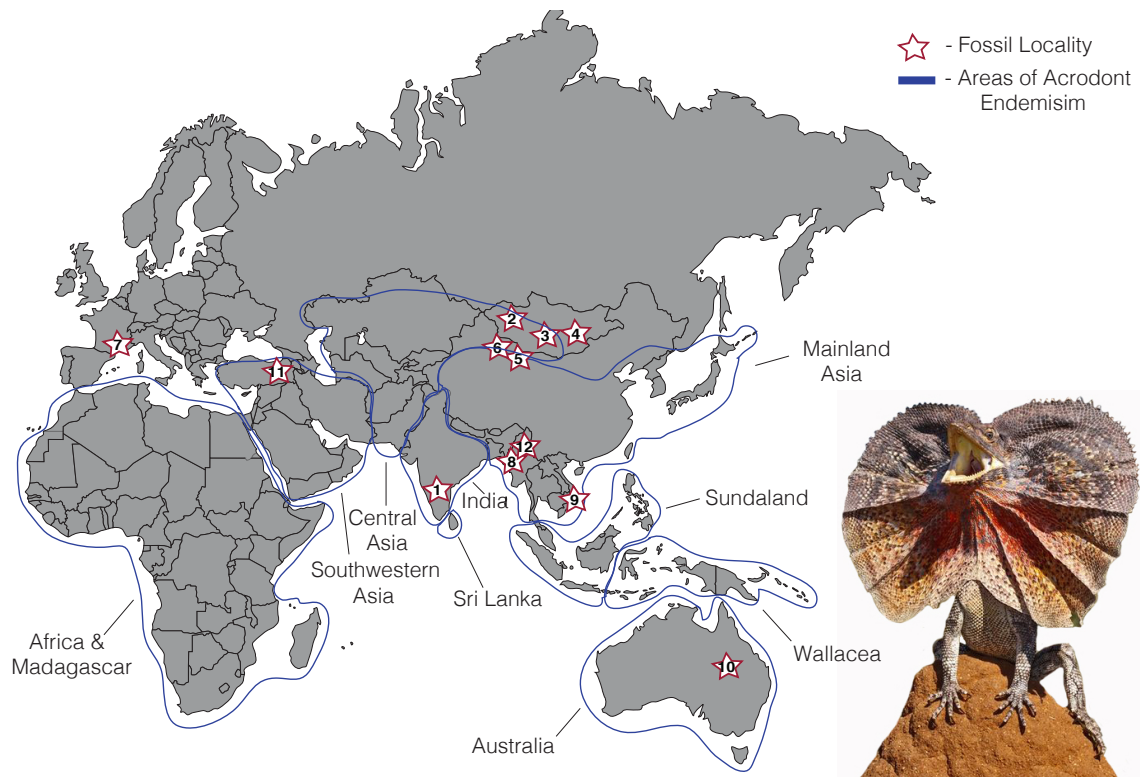 - Fossil Locality
- Areas of Acrodont
Endemisim
2
3
4
6
5
7
11
Mainland
Asia
12
8
1
9
India
Sundaland
Central
Asia
Southwestern
Asia
Sri Lanka
Africa &
Madagascar
Wallacea
10
Australia